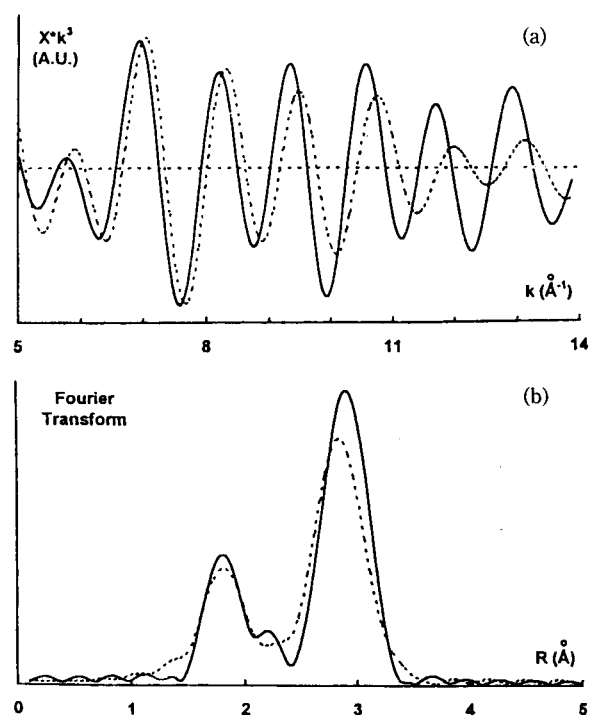 X*k³
(A.U.)
(a)
k (Å⁻¹)
5
8
11
14
Fourier
Transform
(b)
R (Å)
0
1
2
3
4
5